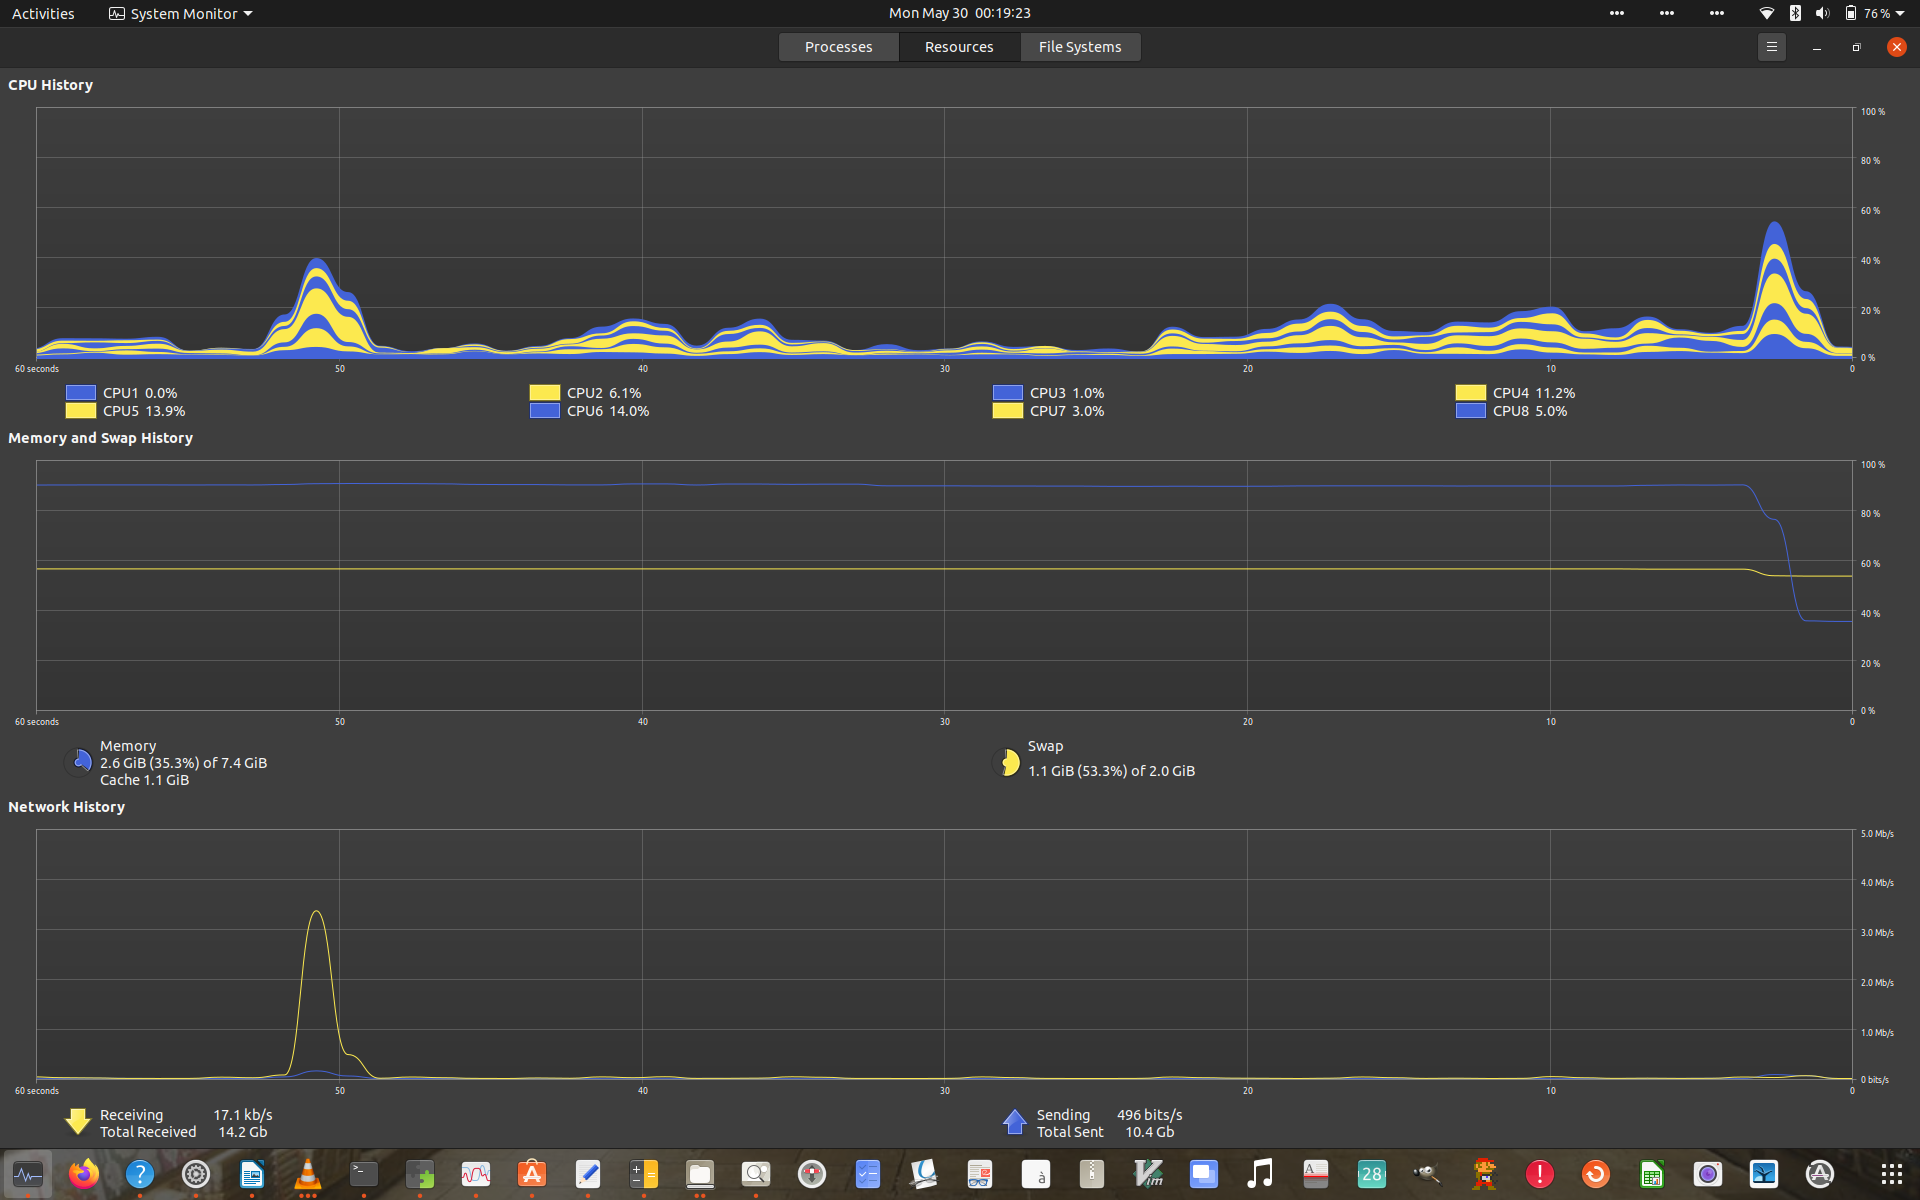 Activities System Monitor Mon May 30 00:19:23 76 %
Processes Resources File Systems
CPU History
100 %
80 %
60 %
40 %
20 %
0 %
60 seconds 50 40 30 20 10 0
CPU1 0.0% CPU2 6.1% CPU3 1.0% CPU4 11.2%
CPU5 13.9% CPU6 14.0% CPU7 3.0% CPU8 5.0%
Memory and Swap History
100 %
80 %
60 %
40 %
20 %
0 %
60 seconds 50 40 30 20 10 0
Memory
2.6 GiB (35.3%) of 7.4 GiB
Cache 1.1 GiB
Swap
1.1 GiB (53.3%) of 2.0 GiB
Network History
5.0 Mb/s
4.0 Mb/s
3.0 Mb/s
2.0 Mb/s
1.0 Mb/s
0 bits/s
60 seconds 50 40 30 20 10 0
Receiving 17.1 kb/s
Total Received 14.2 Gb
Sending 496 bits/s
Total Sent 10.4 Gb
? >_ A à Vim A 28 ! A